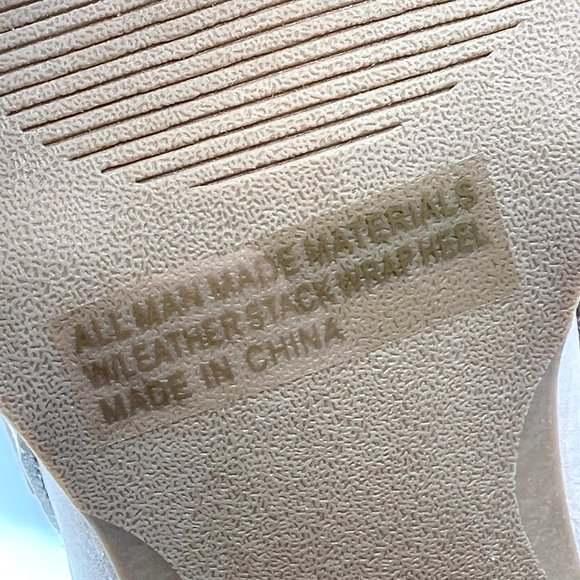 ALL MAN MADE MATERIALS
W/LEATHER STACK WRAP HEEL
MADE IN CHINA